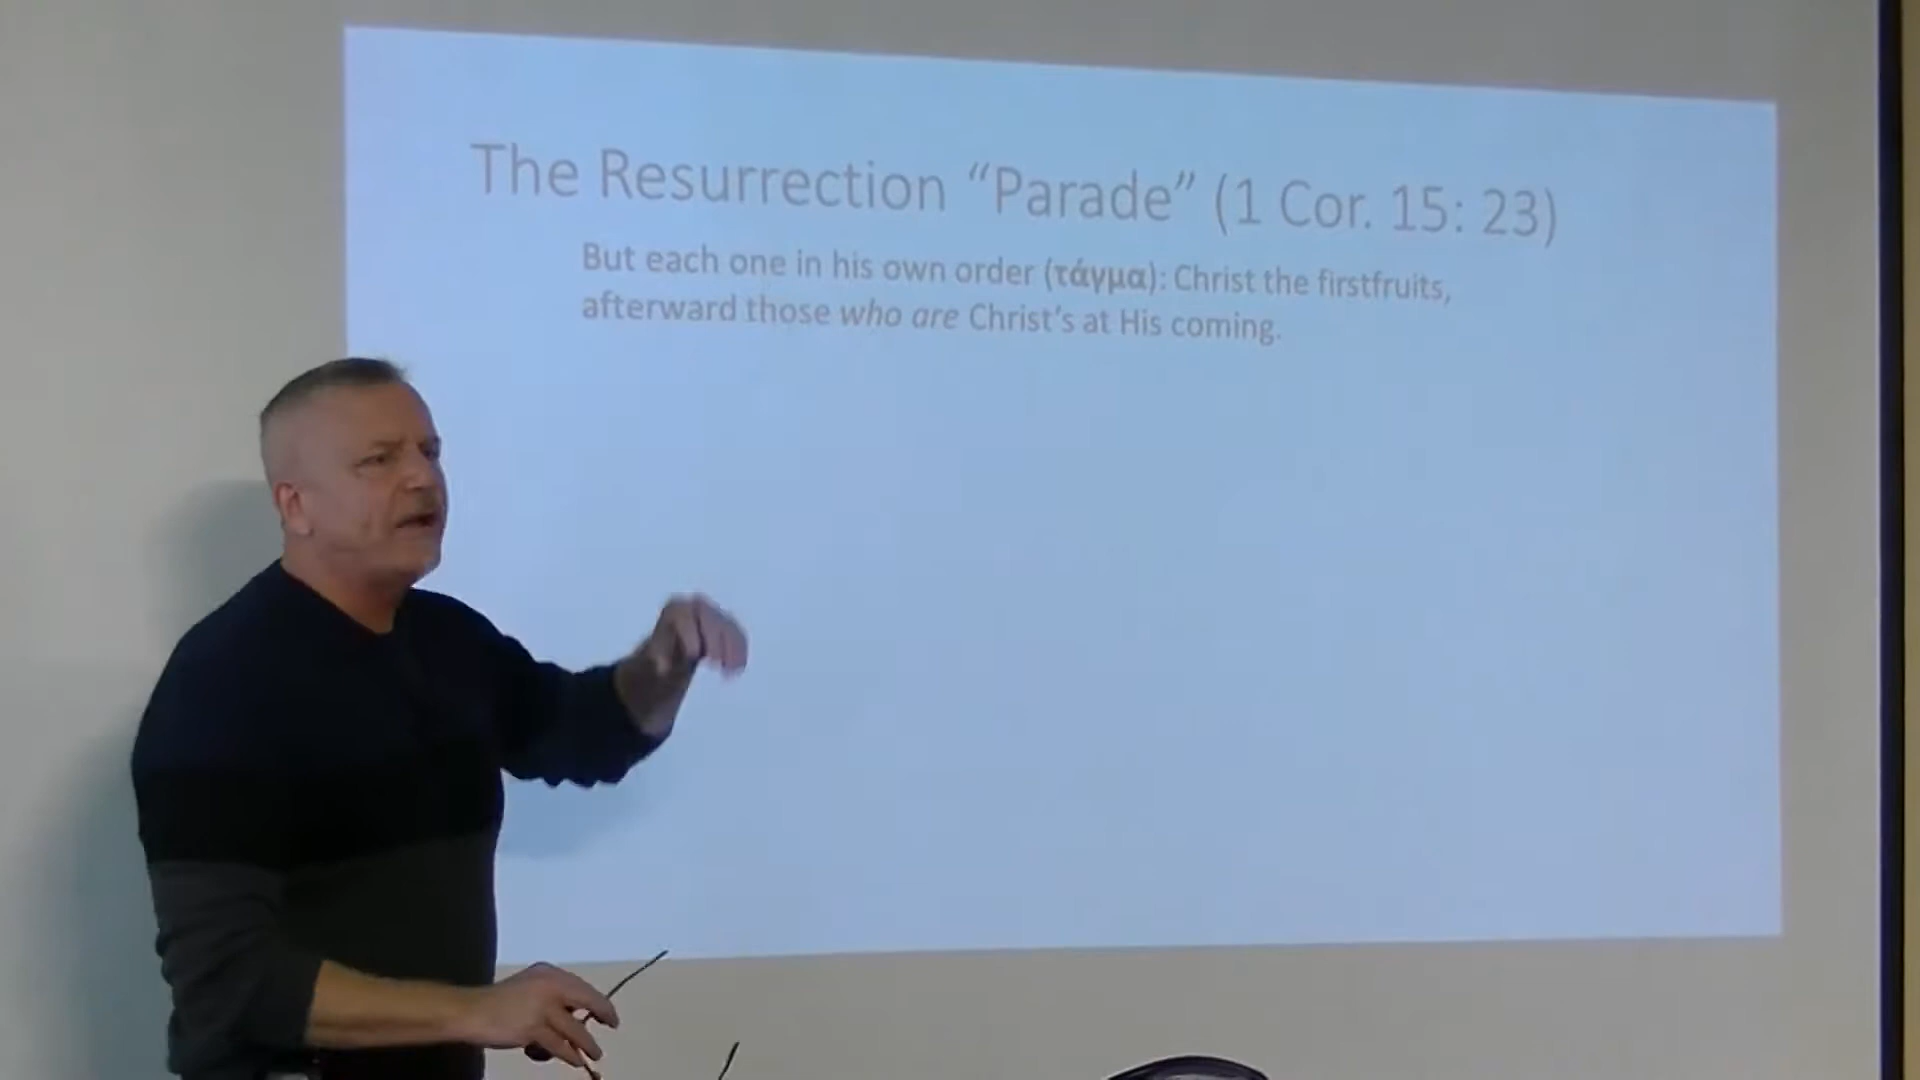 The Resurrection “Parade” (1 Cor. 15: 23)
But each one in his own order (τάγμα): Christ the firstfruits,
afterward those who are Christ’s at His coming.